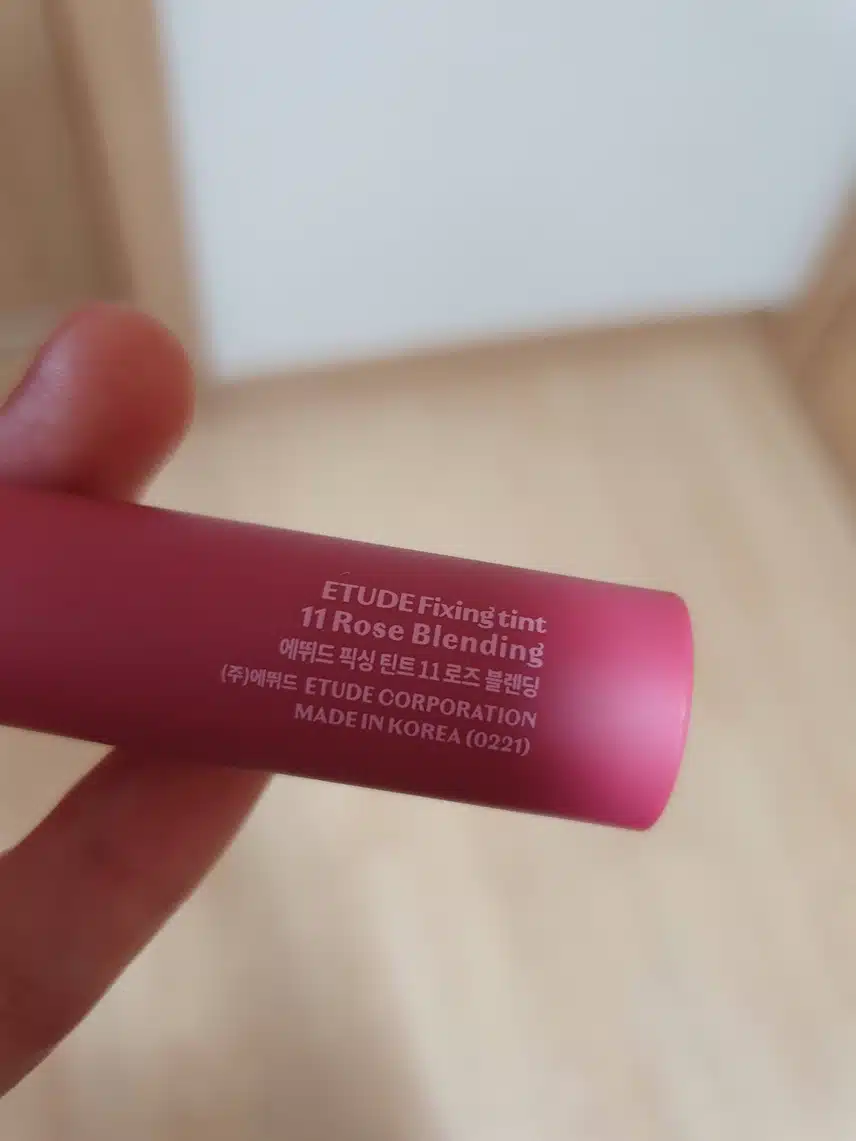 ETUDE Fixing tint
11 Rose Blending
에뛰드 픽싱 틴트 11 로즈 블렌딩
(주)에뛰드 ETUDE CORPORATION
MADE IN KOREA (0221)